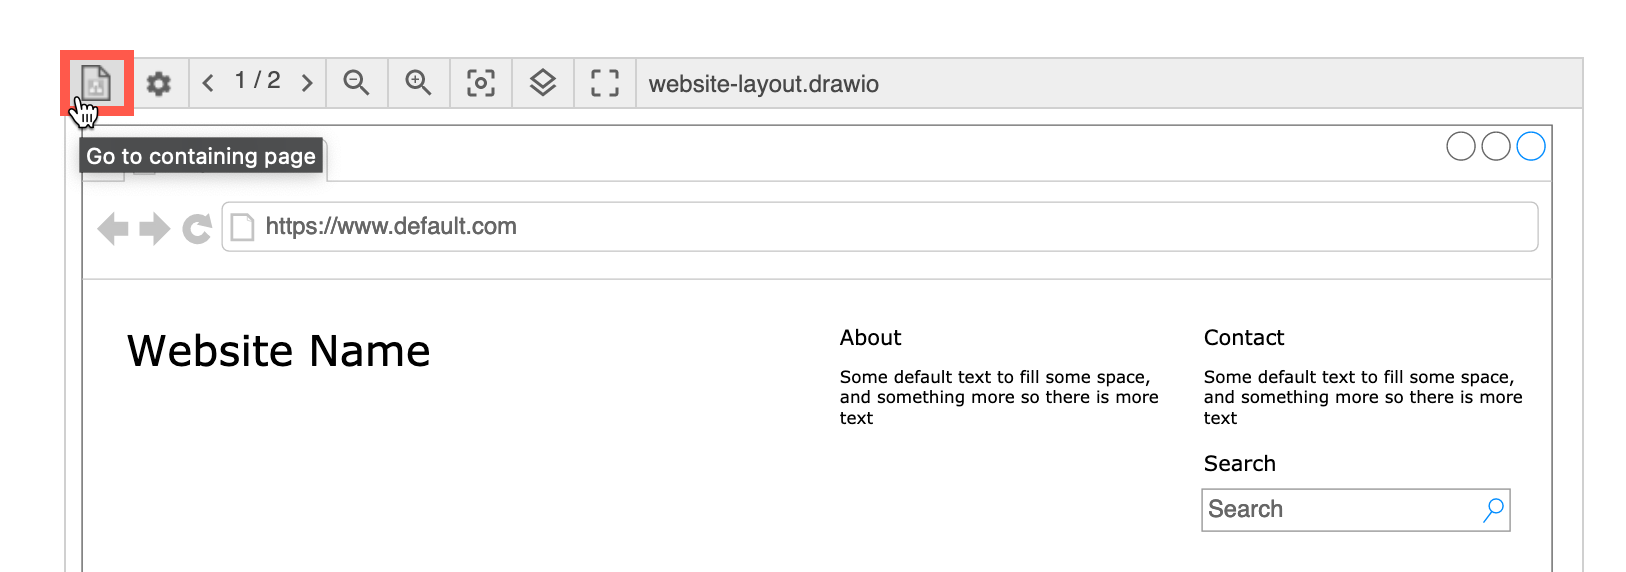 1 / 2
website-layout.drawio
Go to containing page
https://www.default.com
Website Name
About
Some default text to fill some space,
and something more so there is more
text
Contact
Some default text to fill some space,
and something more so there is more
text
Search
Search